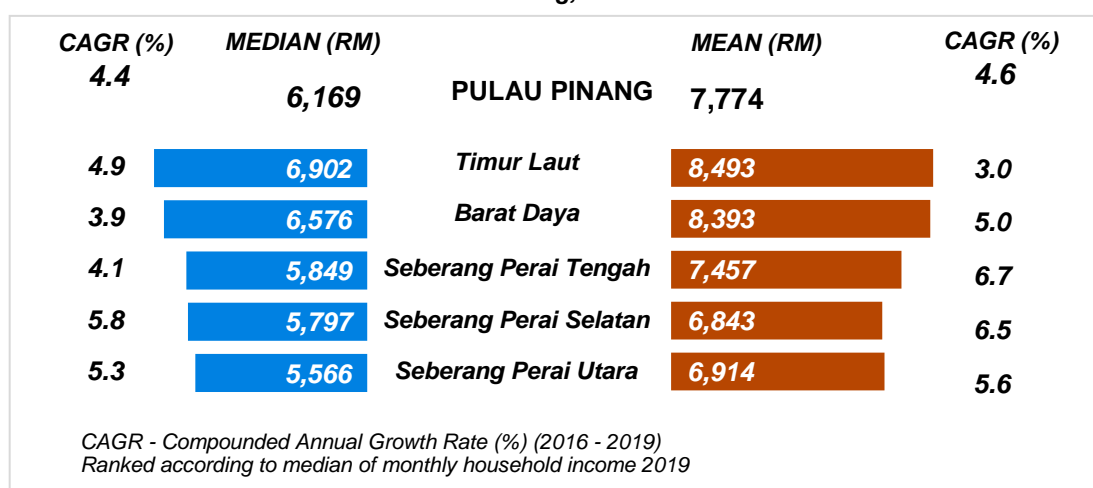 CAGR (%) MEDIAN (RM) MEAN (RM) CAGR (%)
4.4 6,169 PULAU PINANG 7,774 4.6
4.9 6,902 Timur Laut 8,493 3.0
3.9 6,576 Barat Daya 8,393 5.0
4.1 5,849 Seberang Perai Tengah 7,457 6.7
5.8 5,797 Seberang Perai Selatan 6,843 6.5
5.3 5,566 Seberang Perai Utara 6,914 5.6
CAGR - Compounded Annual Growth Rate (%) (2016 - 2019)
Ranked according to median of monthly household income 2019